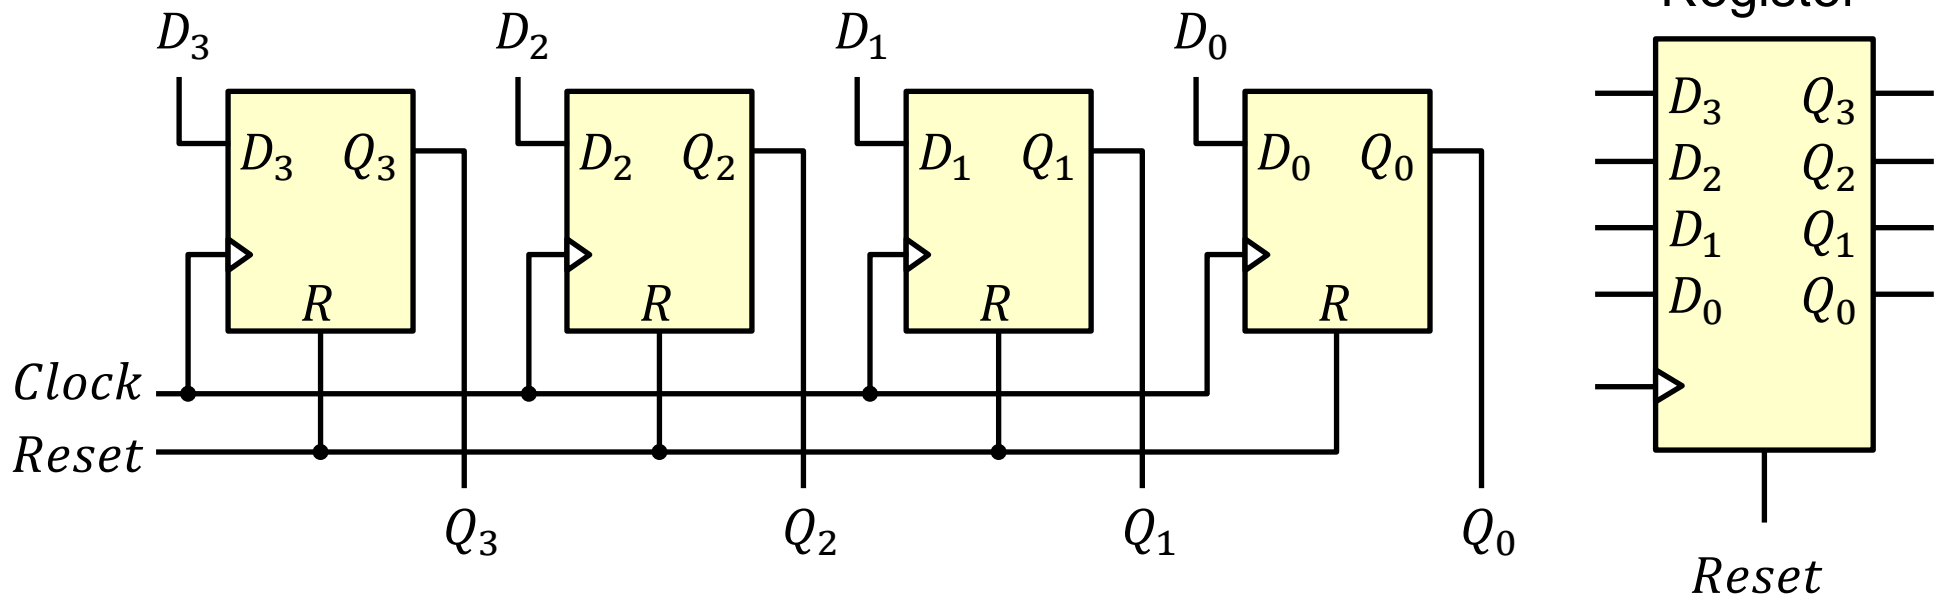 D₃ D₂ D₁ D₀
D₃ Q₃ D₂ Q₂ D₁ Q₁ D₀ Q₀
R R R R
Clock
Reset
Q₃ Q₂ Q₁ Q₀
Register
D₃ Q₃
D₂ Q₂
D₁ Q₁
D₀ Q₀
Reset